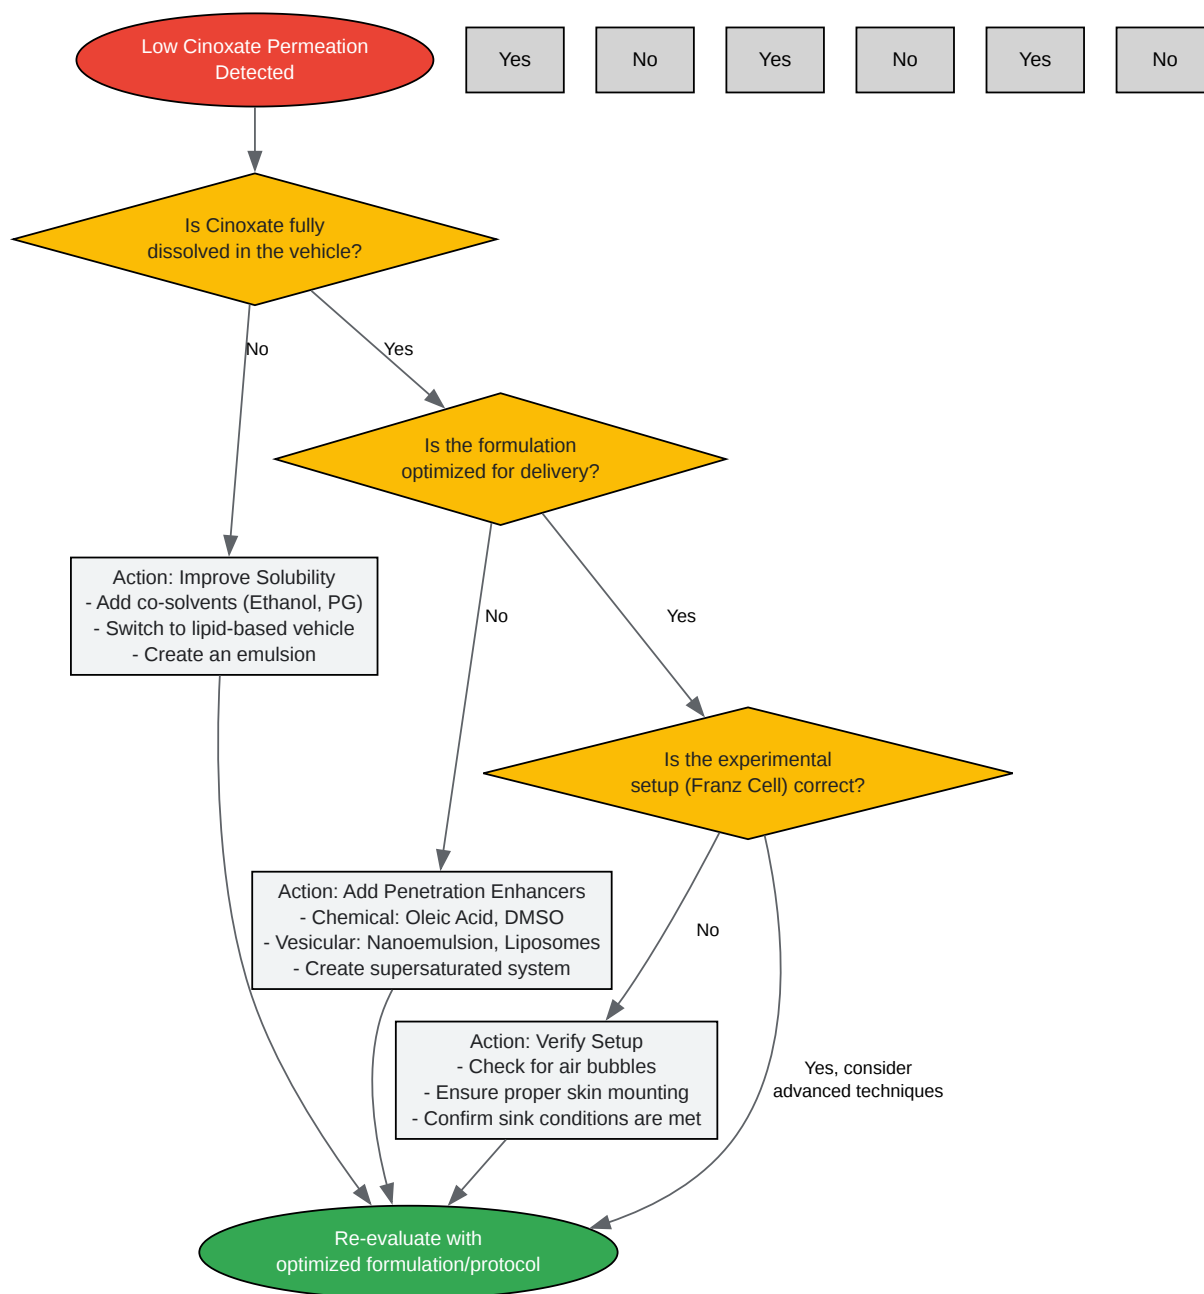 Low Cinoxate Permeation
Detected
Yes
No
Yes
No
Yes
No
Is Cinoxate fully
dissolved in the vehicle?
No
Yes
Is the formulation
optimized for delivery?
Action: Improve Solubility
- Add co-solvents (Ethanol, PG)
- Switch to lipid-based vehicle
- Create an emulsion
No
Yes
Is the experimental
setup (Franz Cell) correct?
Action: Add Penetration Enhancers
- Chemical: Oleic Acid, DMSO
- Vesicular: Nanoemulsion, Liposomes
- Create supersaturated system
No
Action: Verify Setup
- Check for air bubbles
- Ensure proper skin mounting
- Confirm sink conditions are met
Yes, consider
advanced techniques
Re-evaluate with
optimized formulation/protocol